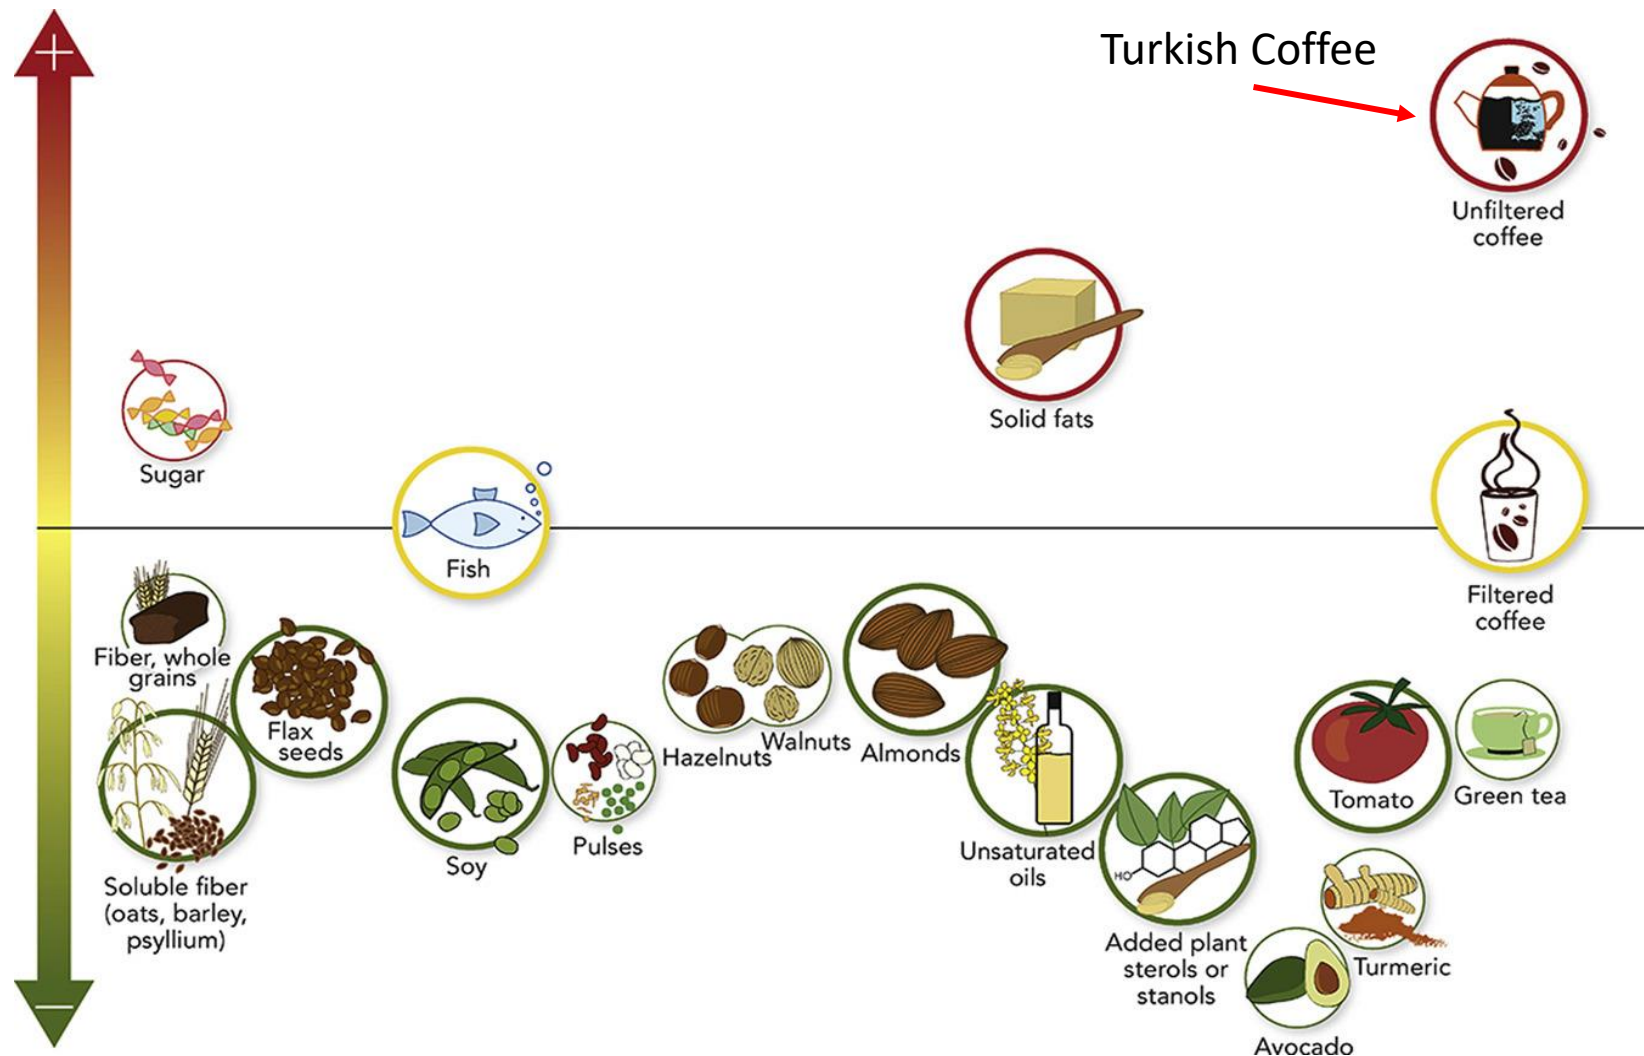 +
Turkish Coffee
Unfiltered
coffee
Solid fats
Sugar
Fish
Filtered
coffee
Fiber, whole
grains
Flax
seeds
Hazelnuts
Walnuts
Almonds
Tomato
Green tea
Soy
Pulses
Unsaturated
oils
HO
Soluble fiber
(oats, barley,
psyllium)
Added plant
sterols or
stanols
Turmeric
Avocado
−